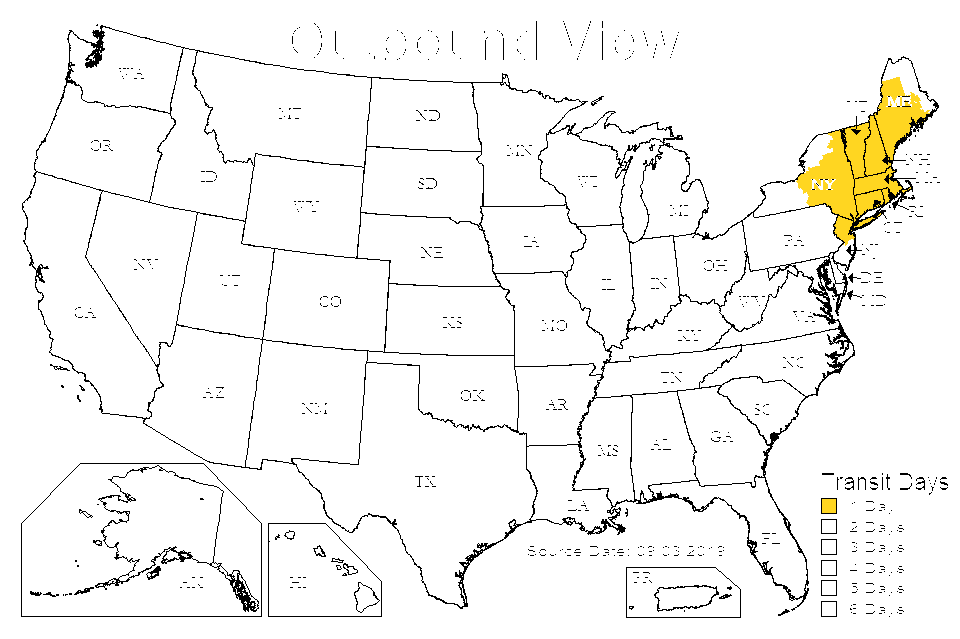 Outbound View
WA
MT
ND
MN
ME
OR
ID
SD
WI
MI
NY
NH
WY
IA
NE
PA
RI
CT
NJ
NV
UT
CO
IL
IN
OH
WV
DE
MD
VA
CA
KS
MO
KY
AZ
NM
OK
AR
TN
NC
SC
MS
AL
GA
TX
LA
FL
AK
HI
PR
Source Date: 09.03.2019
Transit Days
1 Day
2 Days
3 Days
4 Days
5 Days
6 Days